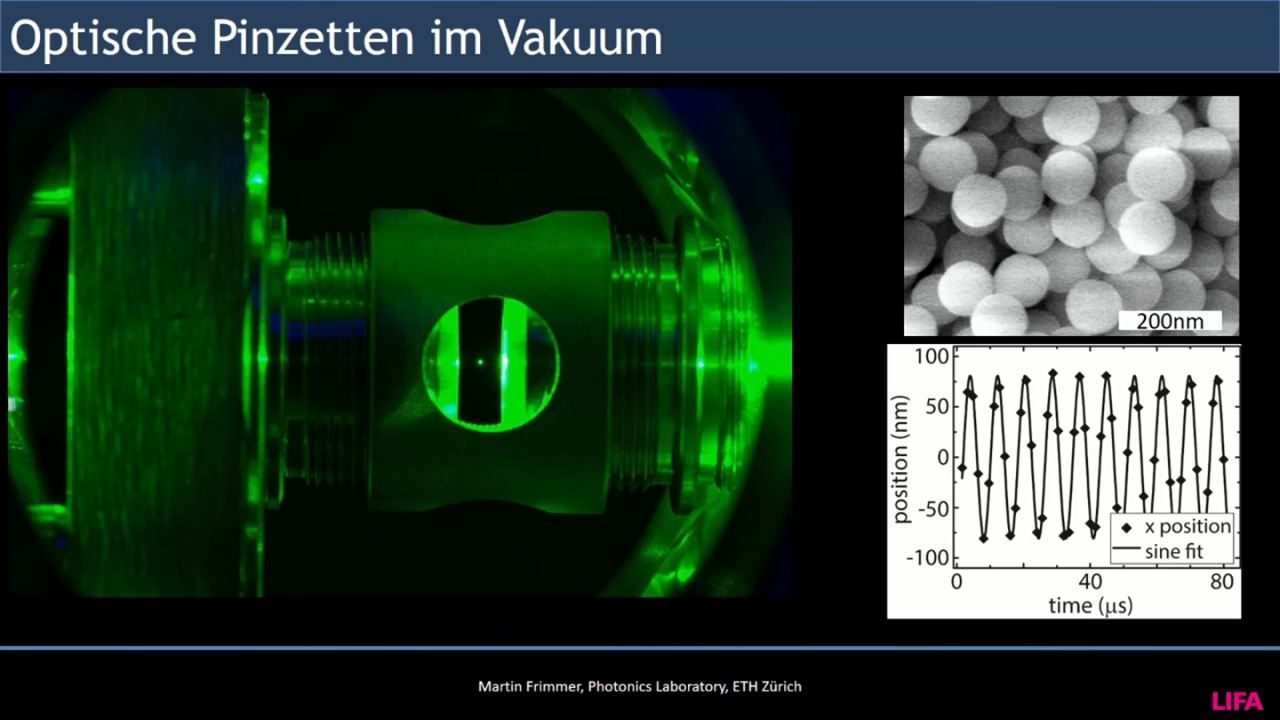 Optische Pinzetten im Vakuum
200nm
100
50
0
-50
-100
position (nm)
x position
sine fit
0 40 80
time (µs)
Martin Frimmer, Photonics Laboratory, ETH Zürich
LIFA